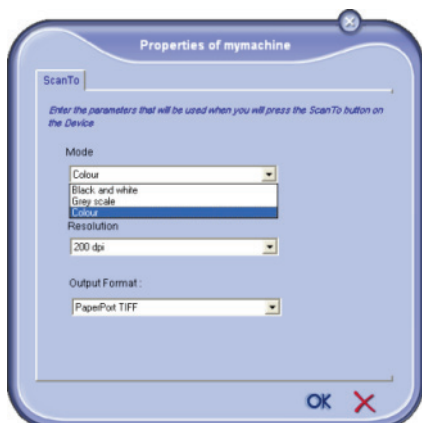 Properties of mymachine
ScanTo
Enter the parameters that will be used when you will press the ScanTo button on
the Device
Mode
Colour
Black and white
Grey scale
Colour
Resolution
200 dpi
Output Format :
PaperPort TIFF
OK